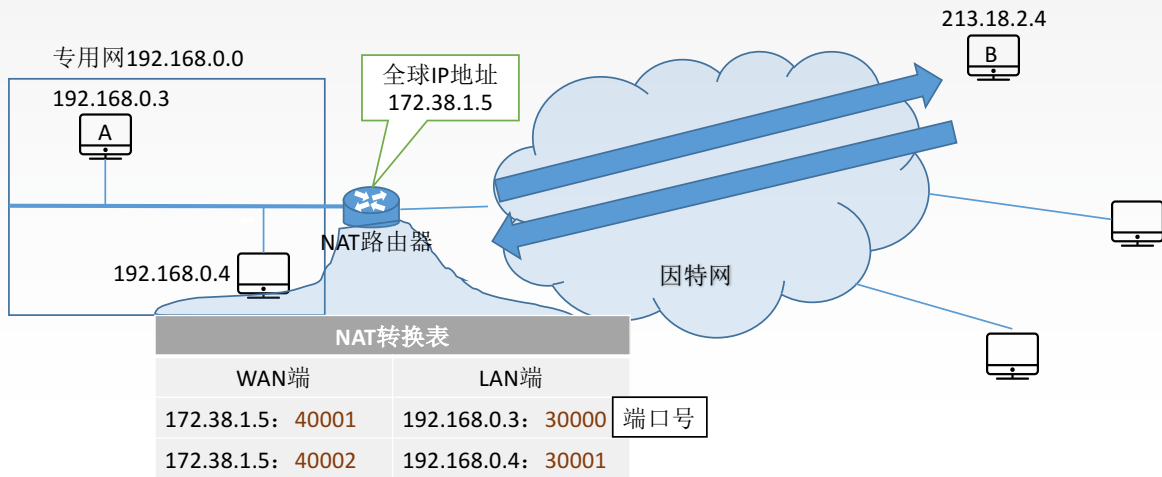 213.18.2.4
B
专用网192.168.0.0
全球IP地址
172.38.1.5
192.168.0.3
A
NAT路由器
192.168.0.4
因特网
NAT转换表
WAN端 LAN端
172.38.1.5：40001 192.168.0.3：30000 端口号
172.38.1.5：40002 192.168.0.4：30001